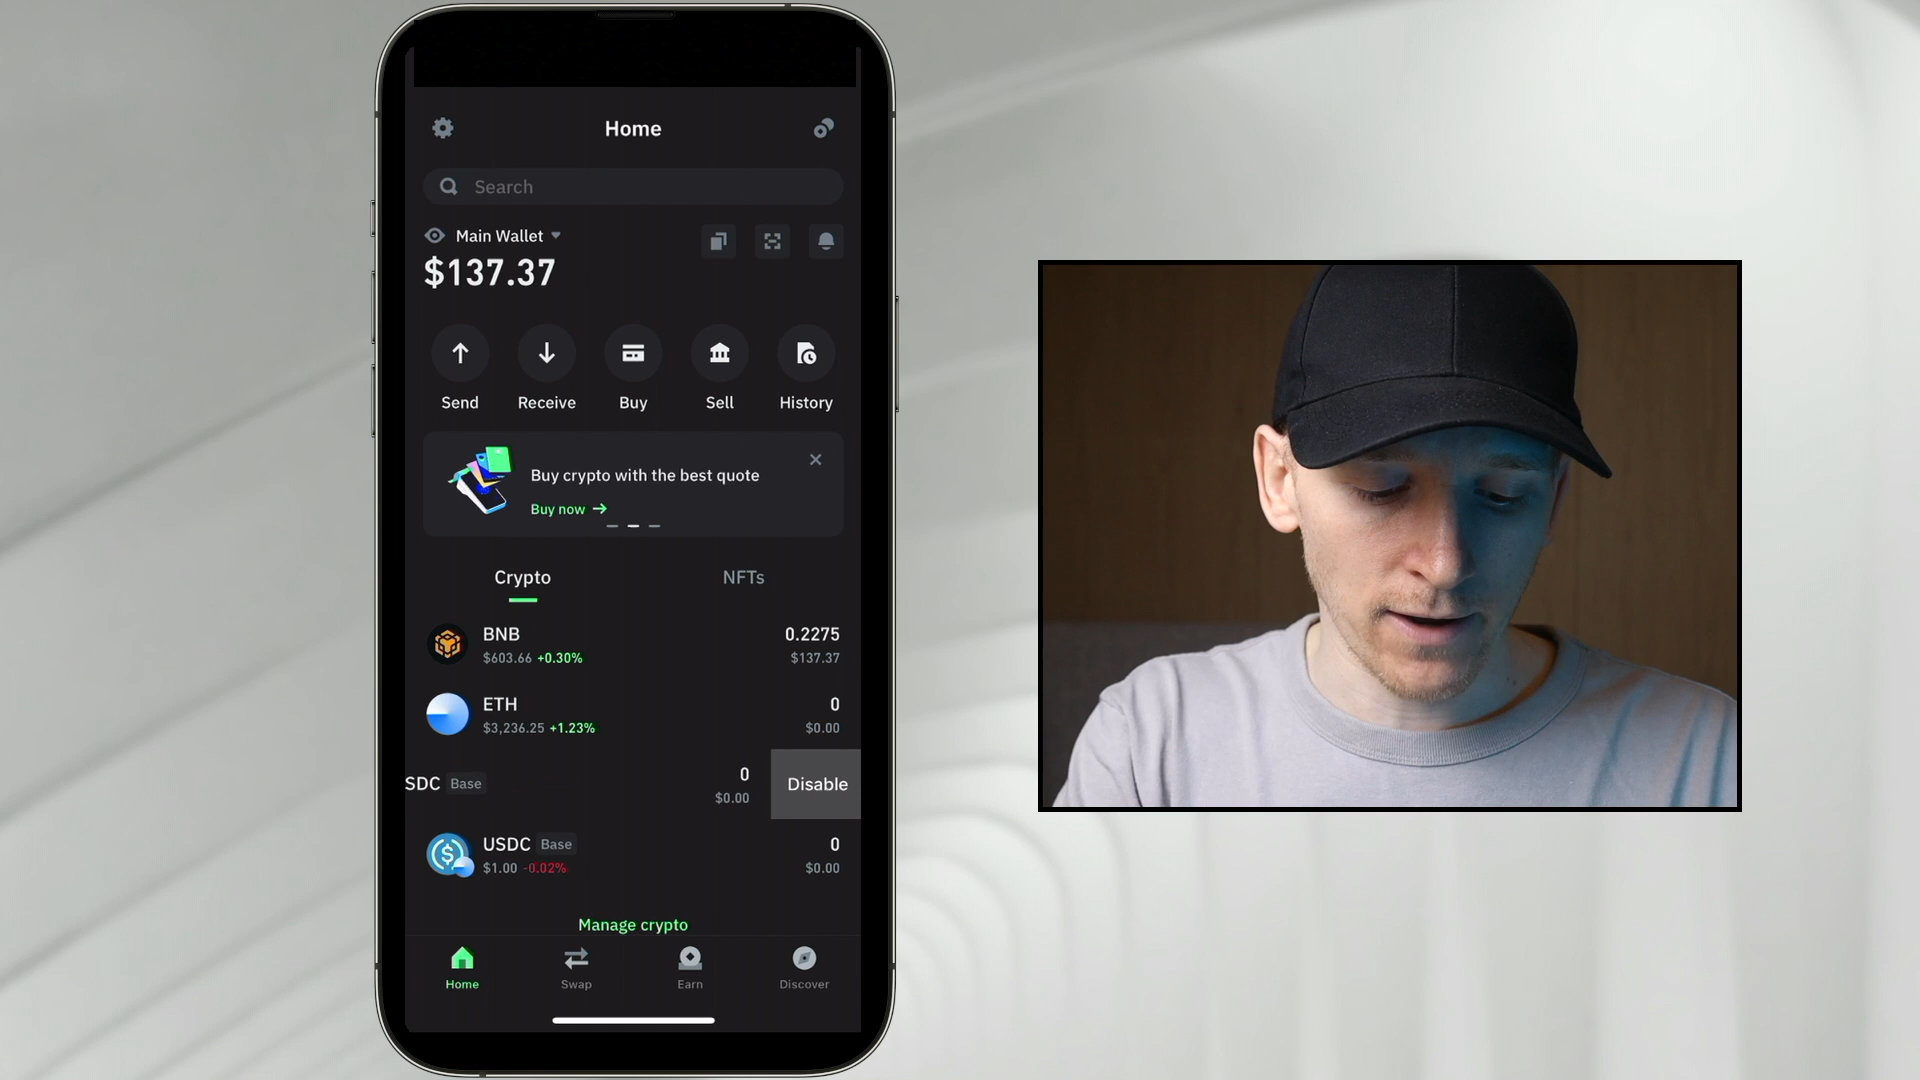 Home
Search
Main Wallet
$137.37
Send Receive Buy Sell History
Buy crypto with the best quote
Buy now
Crypto NFTs
BNB 0.2275
$603.66 +0.30% $137.37
ETH 0
$3,236.25 +1.23% $0.00
SDC Base 0 Disable
$0.00
USDC Base 0
$1.00 -0.02% $0.00
Manage crypto
Home Swap Earn Discover